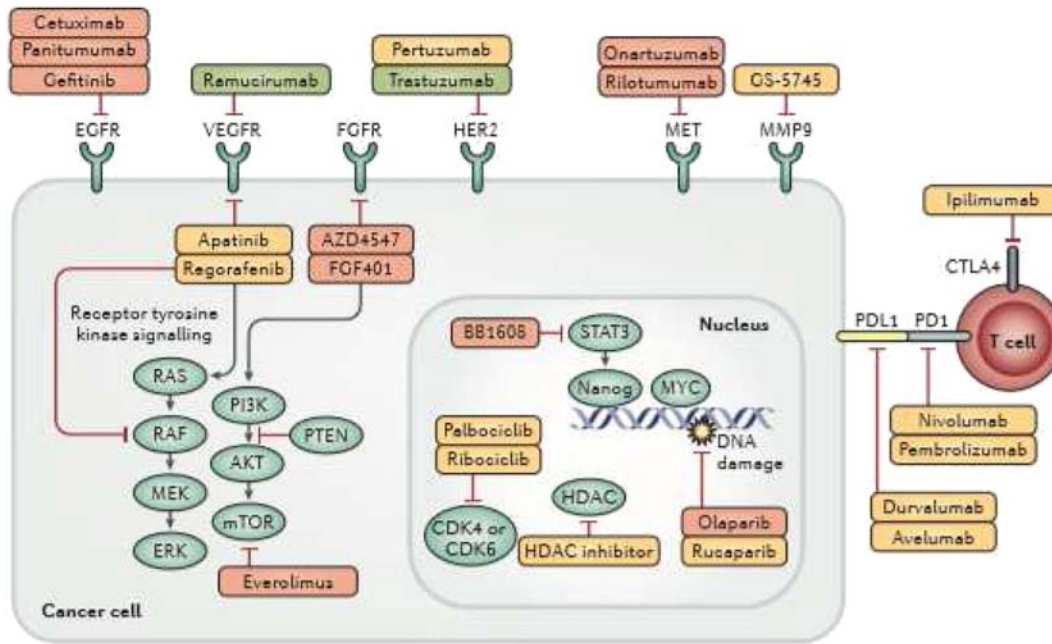 Cetuximab
Panitumumab
Gefitinib
Ramucirumab
Pertuzumab
Trastuzumab
Onartuzumab
Rilotumumab
GS-5745
EGFR
VEGFR
FGFR
HER2
MET
MMP9
Ipilimumab
CTLA4
Apatinib
Regorafenib
AZD4547
FGF401
Receptor tyrosine
kinase signalling
RAS
RAF
MEK
ERK
PI3K
PTEN
AKT
mTOR
Everolimus
Nucleus
BB1608
STAT3
Nanog
MYC
DNA
damage
Palbociclib
Ribociclib
CDK4 or
CDK6
HDAC
HDAC inhibitor
Olaparib
Rucaparib
PDL1
PD1
T cell
Nivolumab
Pembrolizumab
Durvalumab
Avelumab
Cancer cell